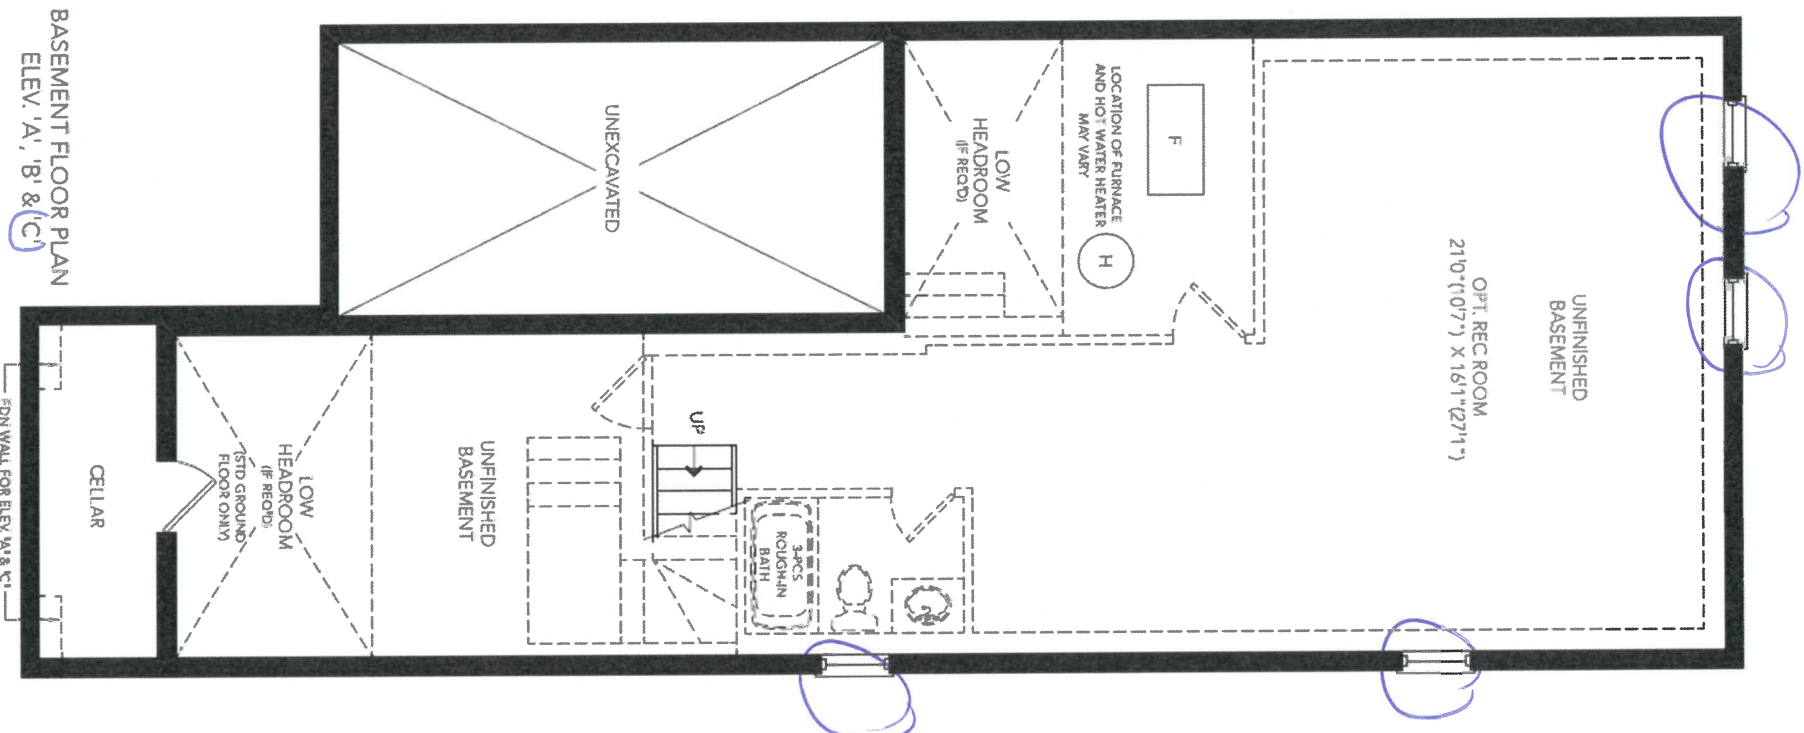 BASEMENT FLOOR PLAN
ELEV. 'A', 'B' & 'C'
UNFINISHED
BASEMENT
OPT. REC ROOM
21'0"(10'7") X 16'1"(27'1")
F
LOCATION OF FURNACE
AND HOT WATER HEATER
MAY VARY
H
LOW
HEADROOM
(IF REQ'D)
UNEXCAVATED
UP
3-PCS
ROUGH-IN
BATH
UNFINISHED
BASEMENT
LOW
HEADROOM
(IF REQ'D)
(STD GROUND
FLOOR ONLY)
CELLAR
FDN WALL FOR ELEV. 'A' & 'C'